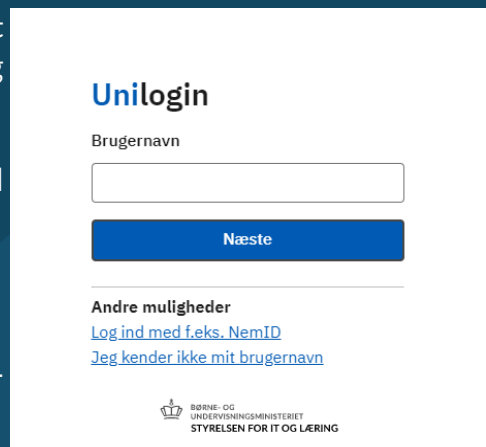 Unilogin
Brugernavn
Næste
Andre muligheder
Log ind med f.eks. NemID
Jeg kender ikke mit brugernavn
BØRNE- OG
UNDERVISNINGSMINISTERIET
STYRELSEN FOR IT OG LÆRING